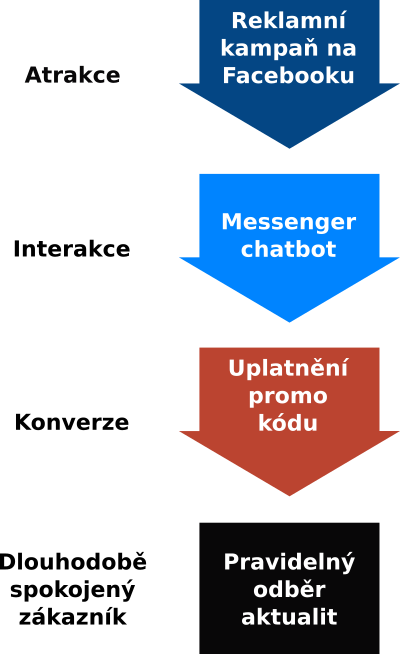 Atrakce
Reklamní
kampaň na
Facebooku
Interakce
Messenger
chatbot
Konverze
Uplatnění
promo
kódu
Dlouhodobě
spokojený
zákazník
Pravidelný
odběr
aktualit